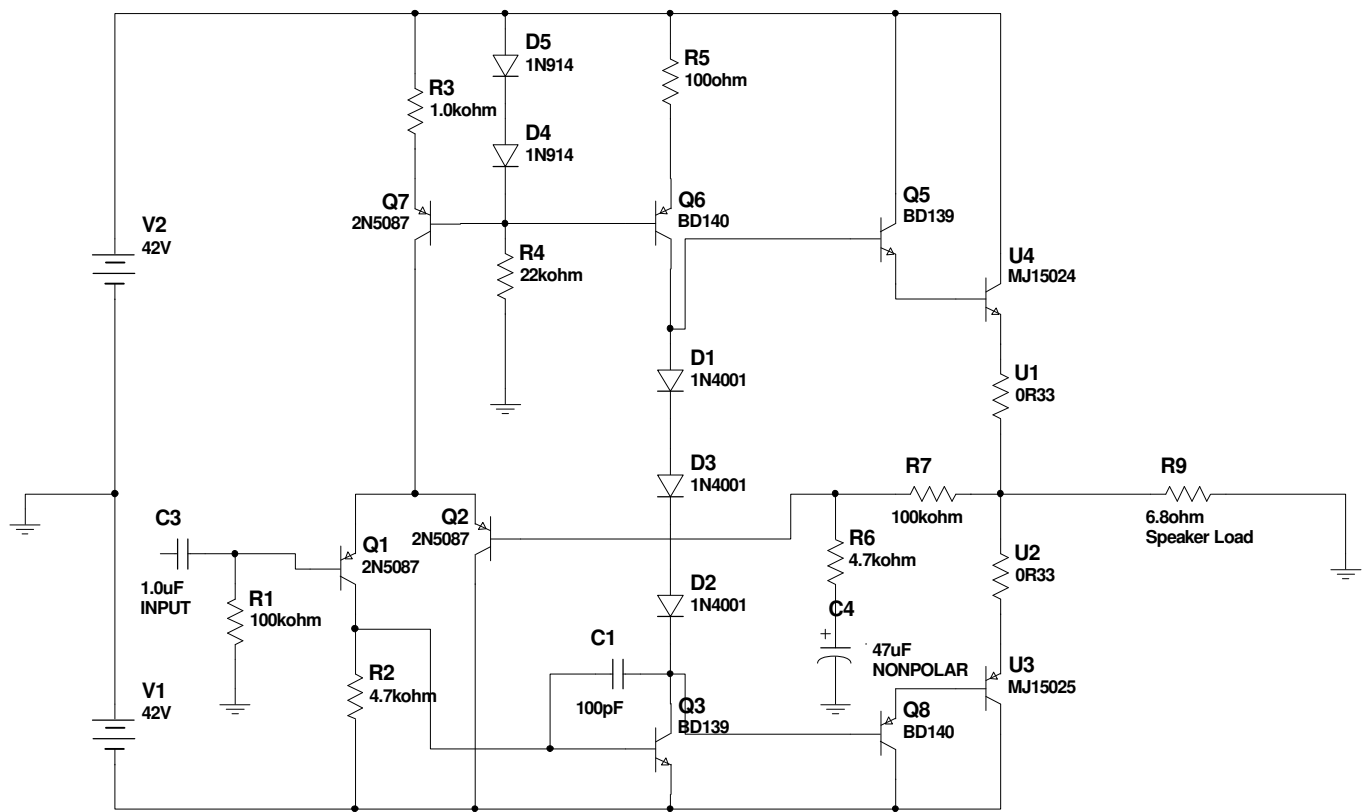 D5
1N914
R5
100ohm
R3
1.0kohm
D4
1N914
Q7
2N5087
Q6
BD140
Q5
BD139
V2
42V
R4
22kohm
U4
MJ15024
D1
1N4001
U1
0R33
D3
1N4001
R7
100kohm
R9
6.8ohm
Speaker Load
C3
1.0uF
INPUT
Q1
2N5087
Q2
2N5087
R6
4.7kohm
U2
0R33
R1
100kohm
D2
1N4001
C4
+
47uF
NONPOLAR
C1
100pF
R2
4.7kohm
U3
MJ15025
V1
42V
Q3
BD139
Q8
BD140